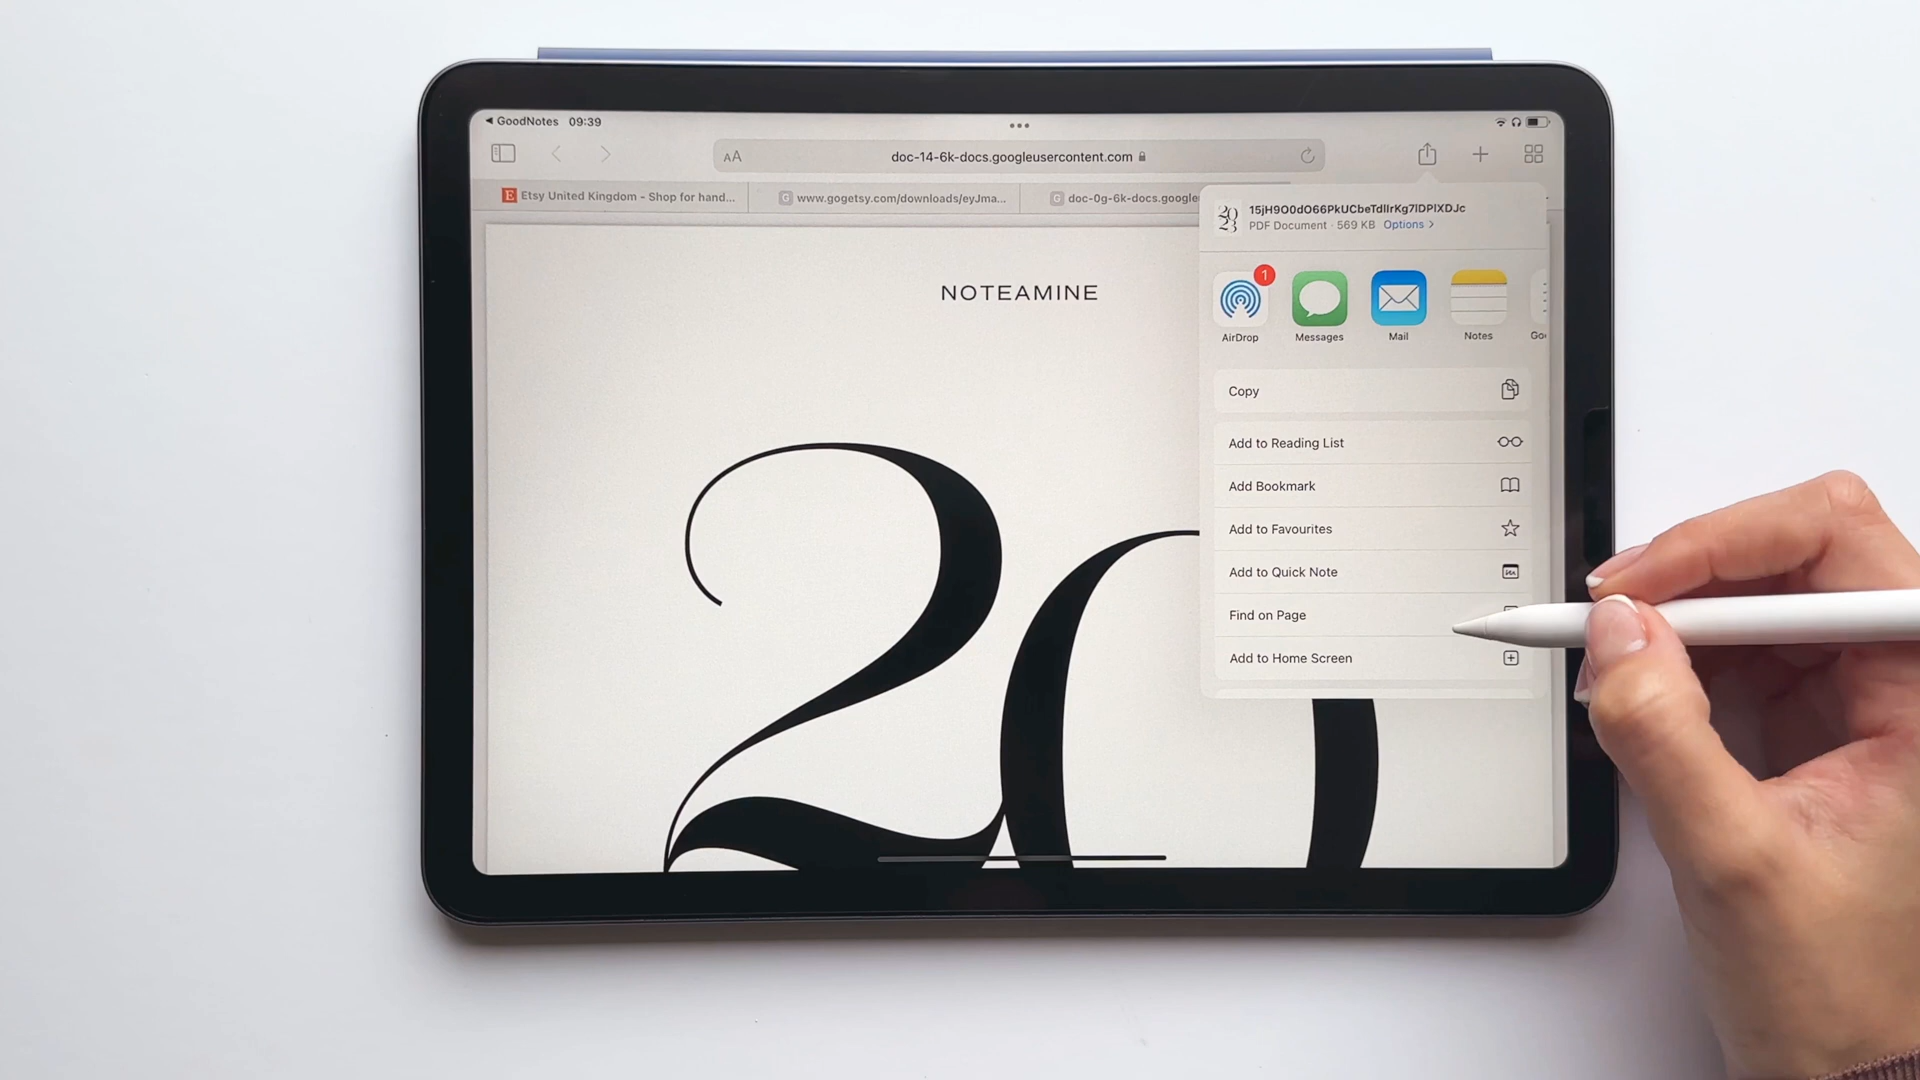 GoodNotes 09:39
AA doc-14-6k-docs.googleusercontent.com
Etsy United Kingdom - Shop for hand...
www.gogetsy.com/downloads/eyJma...
doc-0g-6k-docs.google
NOTEAMINE
20
20
23
PDF Document · 569 KB Options
1
AirDrop
Messages
Mail
Notes
Copy
Add to Reading List
Add Bookmark
Add to Favourites
Add to Quick Note
Find on Page
Add to Home Screen